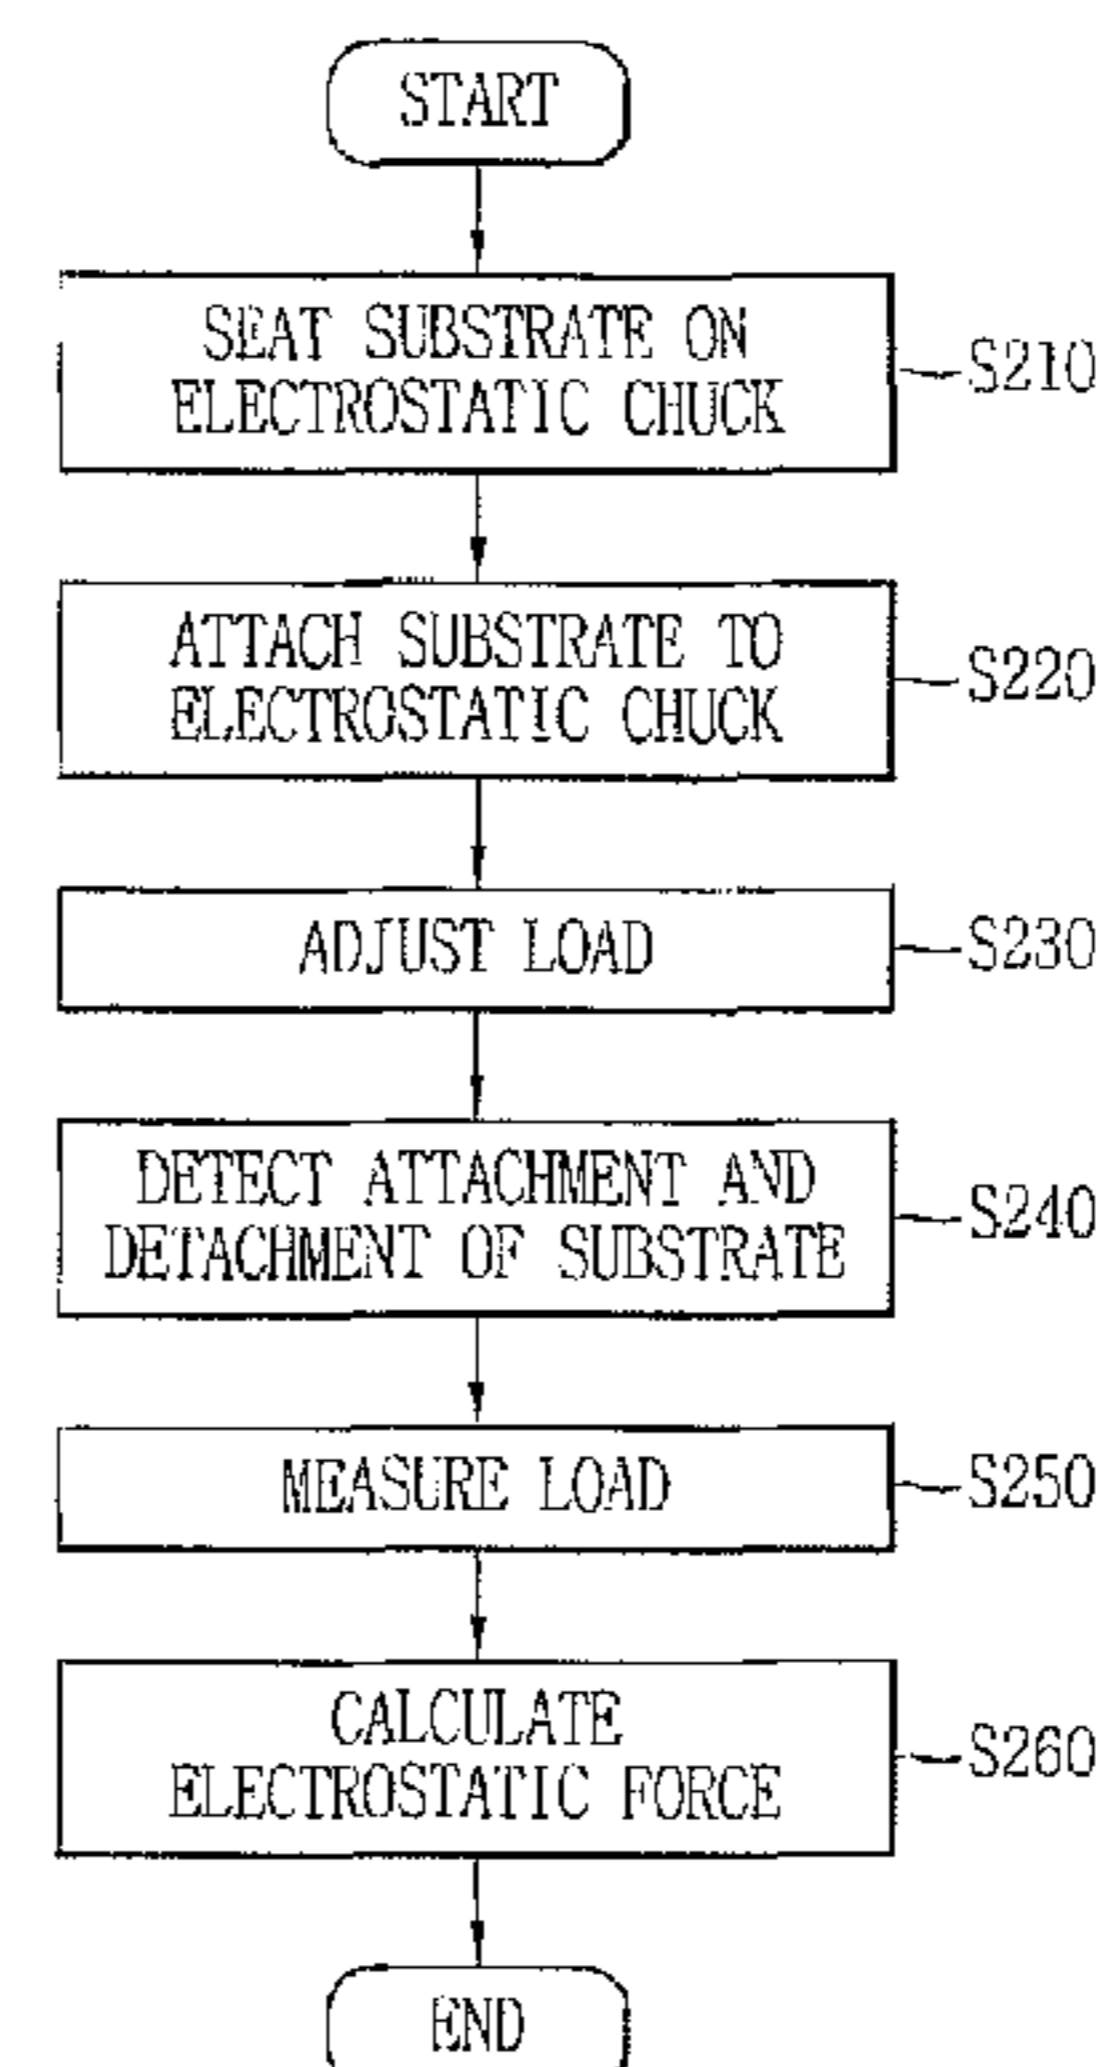 START
SEAT SUBSTRATE ON
ELECTROSTATIC CHUCK
S210
ATTACH SUBSTRATE TO
ELECTROSTATIC CHUCK
S220
ADJUST LOAD
S230
DETECT ATTACHMENT AND
DETACHMENT OF SUBSTRATE
S240
MEASURE LOAD
S250
CALCULATE
ELECTROSTATIC FORCE
S260
END